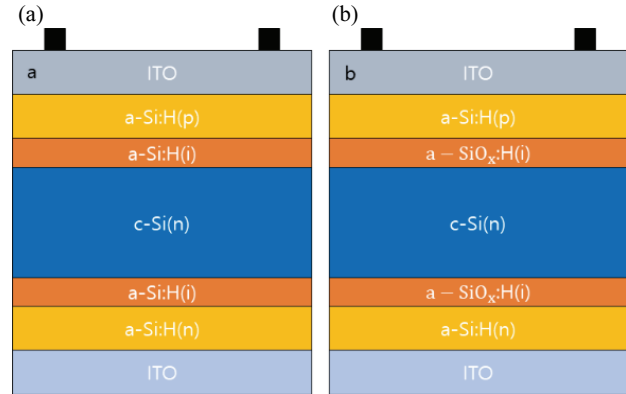 (a)
a
ITO
a-Si:H(p)
a-Si:H(i)
c-Si(n)
a-Si:H(i)
a-Si:H(n)
ITO
(b)
b
ITO
a-Si:H(p)
a – SiOₓ:H(i)
c-Si(n)
a – SiOₓ:H(i)
a-Si:H(n)
ITO